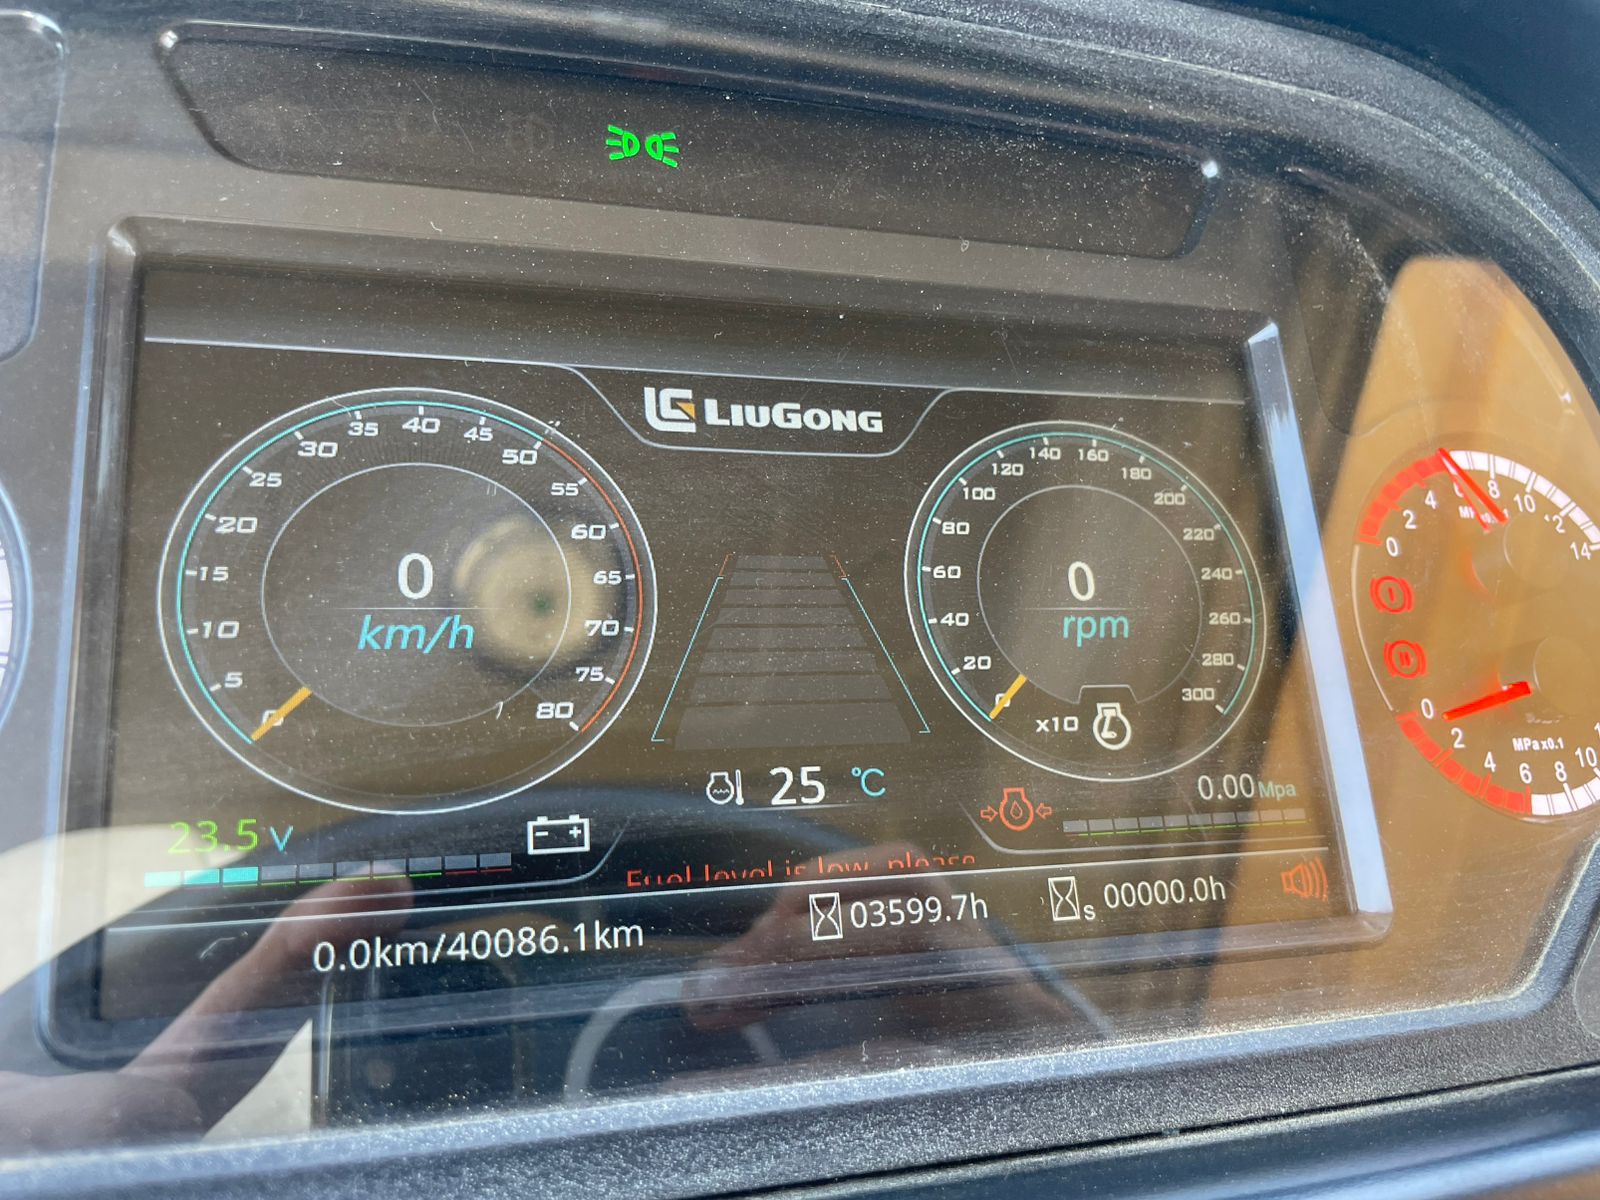 LG LIUGONG
0 5 10 15 20 25 30 35 40 45 50 55 60 65 70 75 80
0
km/h
0 20 40 60 80 100 120 140 160 180 200 220 240 260 280 300
0
rpm
x10
0 2 4 6 8 10 14
0 2 4 6 8 10
MPa x0.1
25 °C
0.00 Mpa
23.5 V
Fuel level is low, please
03599.7h
s 00000.0h
0.0km/40086.1km